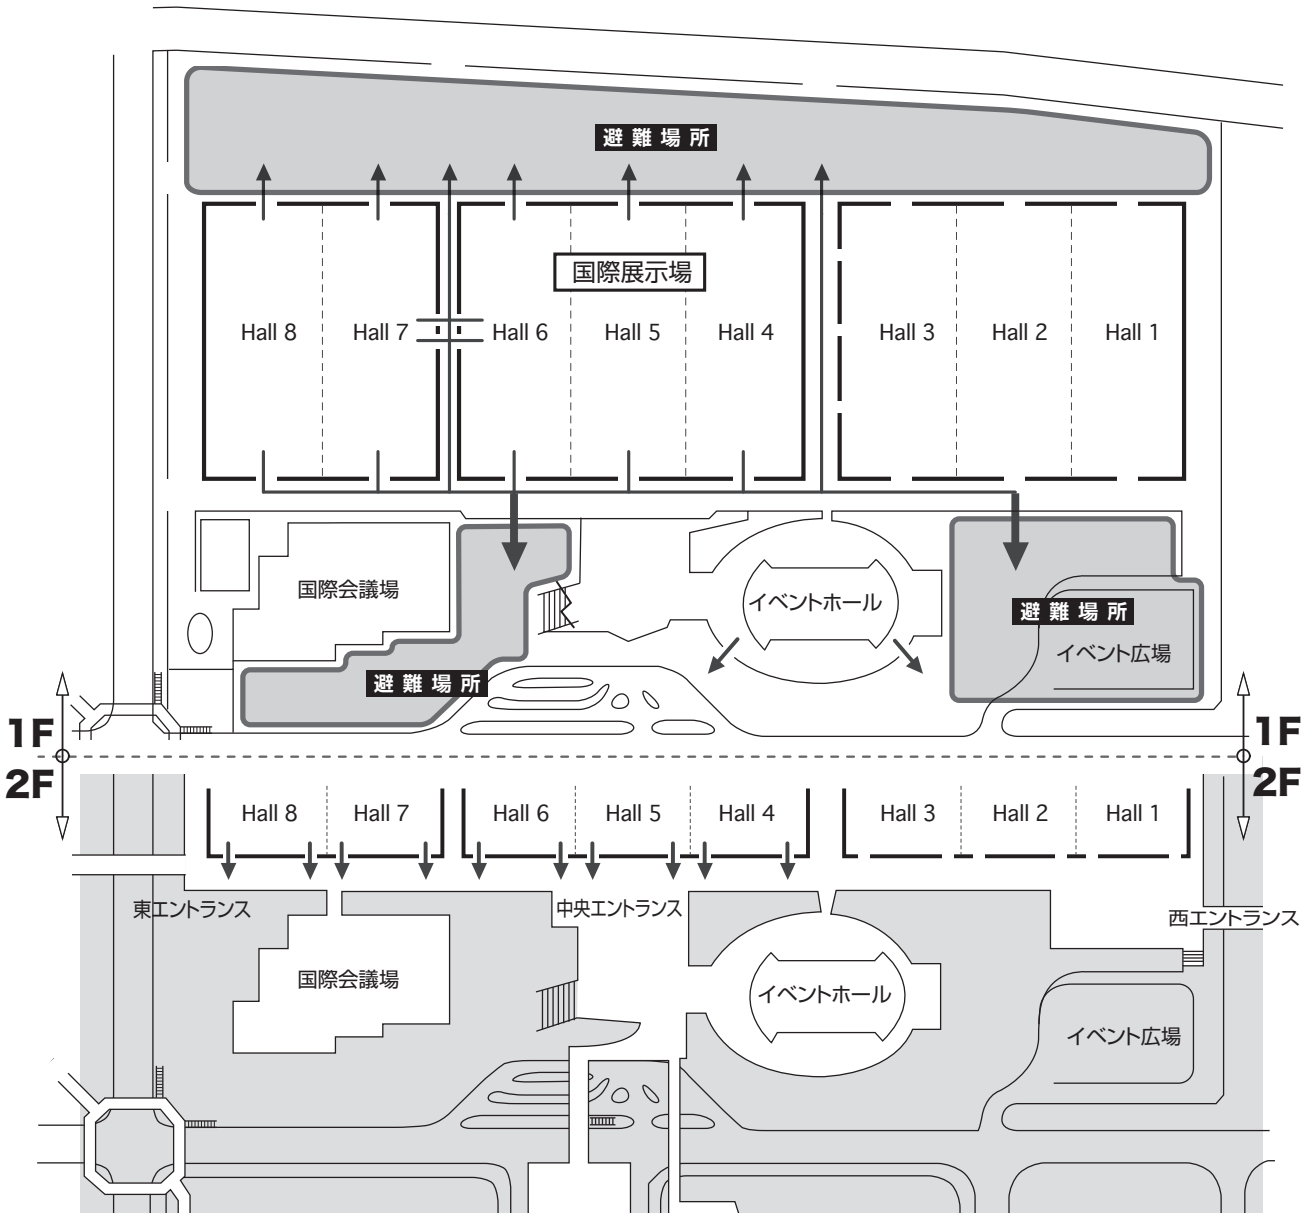 避難場所
国際展示場
Hall 8
Hall 7
Hall 6
Hall 5
Hall 4
Hall 3
Hall 2
Hall 1
国際会議場
イベントホール
避難場所
イベント広場
避難場所
1F
1F
2F
2F
Hall 8
Hall 7
Hall 6
Hall 5
Hall 4
Hall 3
Hall 2
Hall 1
東エントランス
中央エントランス
西エントランス
国際会議場
イベントホール
イベント広場